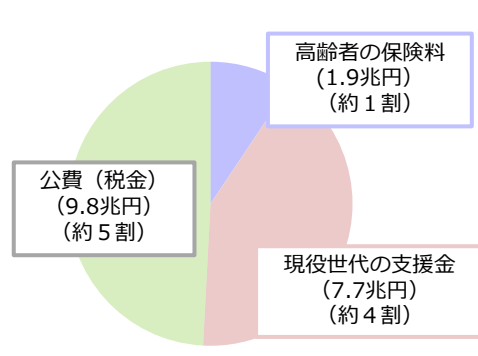 高齢者の保険料
(1.9兆円）
（約１割）
公費（税金）
（9.8兆円）
（約５割）
現役世代の支援金
（7.7兆円）
（約４割）